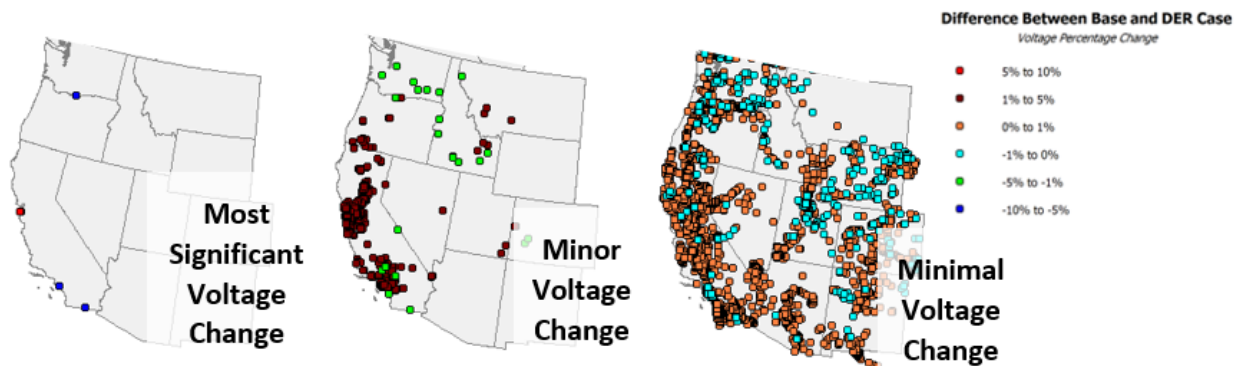 Most
Significant
Voltage
Change
Minor
Voltage
Change
Minimal
Voltage
Change
Difference Between Base and DER Case
Voltage Percentage Change
5% to 10%
1% to 5%
0% to 1%
-1% to 0%
-5% to -1%
-10% to -5%